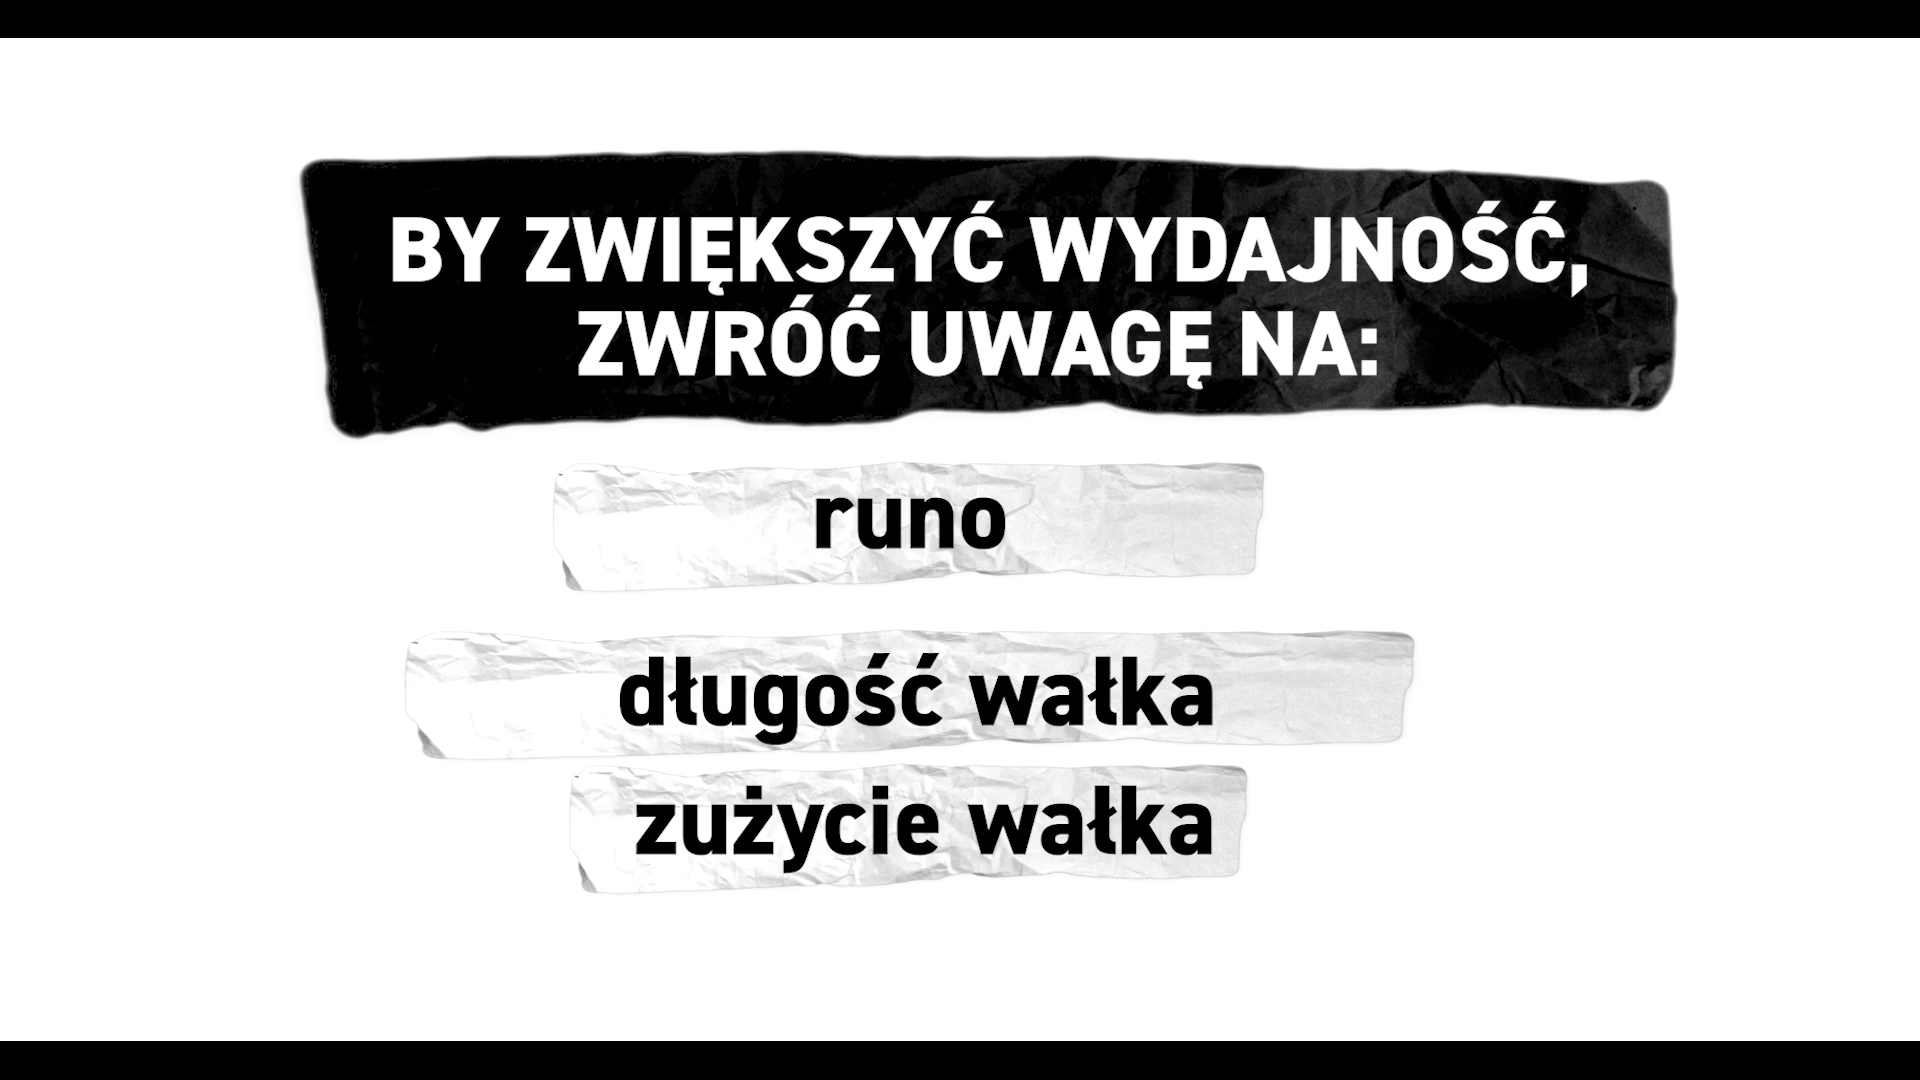 BY ZWIĘKSZYĆ WYDAJNOŚĆ,
ZWRÓĆ UWAGĘ NA:
runo
długość wałka
zużycie wałka